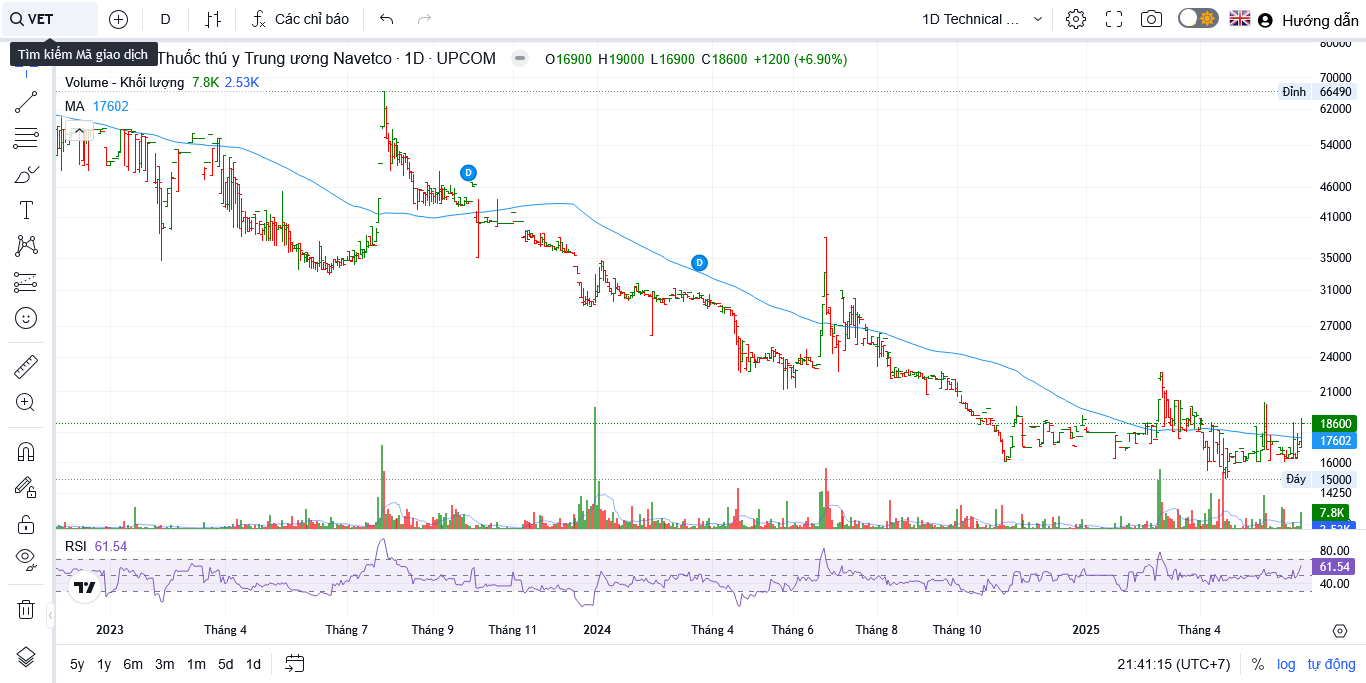 VET D Các chỉ báo 1D Technical ... Hướng dẫn
Tìm kiếm Mã giao dịch
Thuốc thú y Trung ương Navetco · 1D · UPCOM O16900 H19000 L16900 C18600 +1200 (+6.90%)
Volume - Khối lượng 7.8K 2.53K
MA 17602
80000
70000
Đỉnh 66490
62000
54000
46000
41000
35000
31000
27000
24000
21000
18600
17602
16000
Đáy 15000
14250
7.8K
2.53K
D
D
T
RSI 61.54
80.00
61.54
40.00
2023 Tháng 4 Tháng 7 Tháng 9 Tháng 11 2024 Tháng 4 Tháng 6 Tháng 8 Tháng 10 2025 Tháng 4
5y 1y 6m 3m 1m 5d 1d 21:41:15 (UTC+7) % log tự động